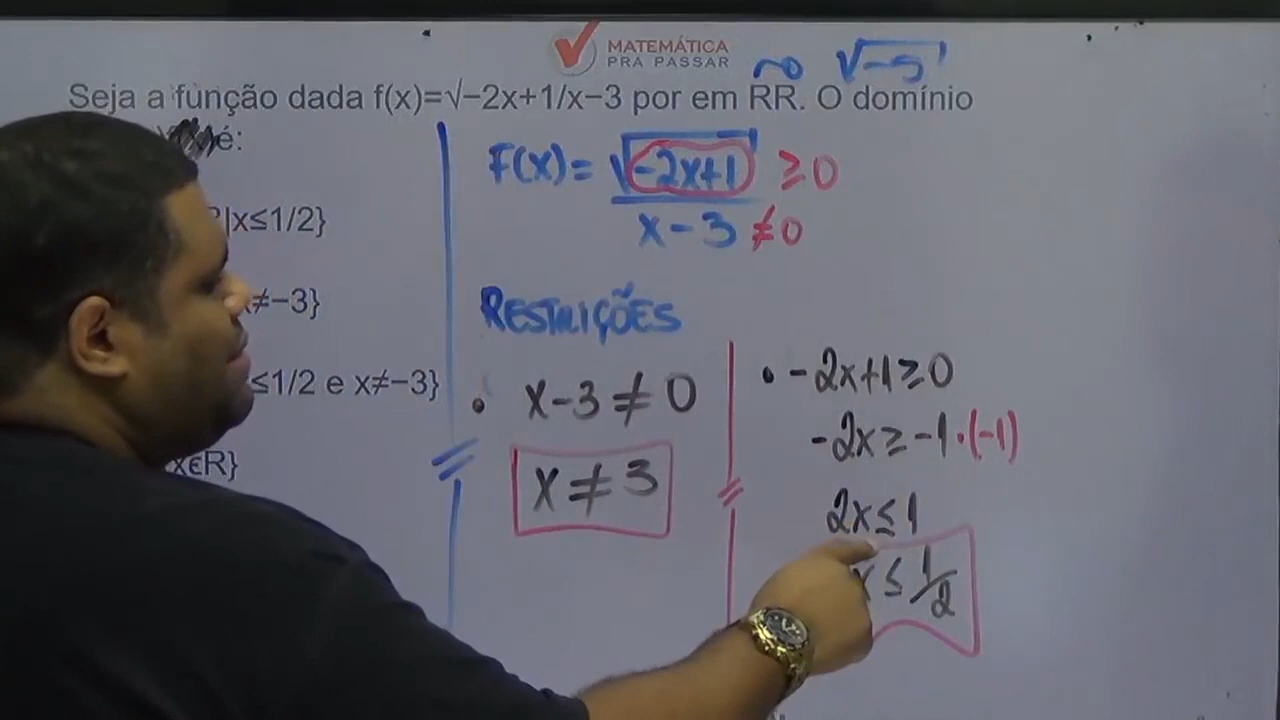 MATEMÁTICA
PRA PASSAR
√-5
Seja a função dada f(x)=√−2x+1/x−3 por em RR. O domínio
é:
|x≤1/2}
≠−3}
≤1/2 e x≠−3}
xϵR}
F(x)= √-2x+1 ≥0
x-3 ≠0
RESTRIÇÕES
• x-3≠0
x≠3
• -2x+1≥0
-2x≥-1•(-1)
2x≤1
x≤1/2